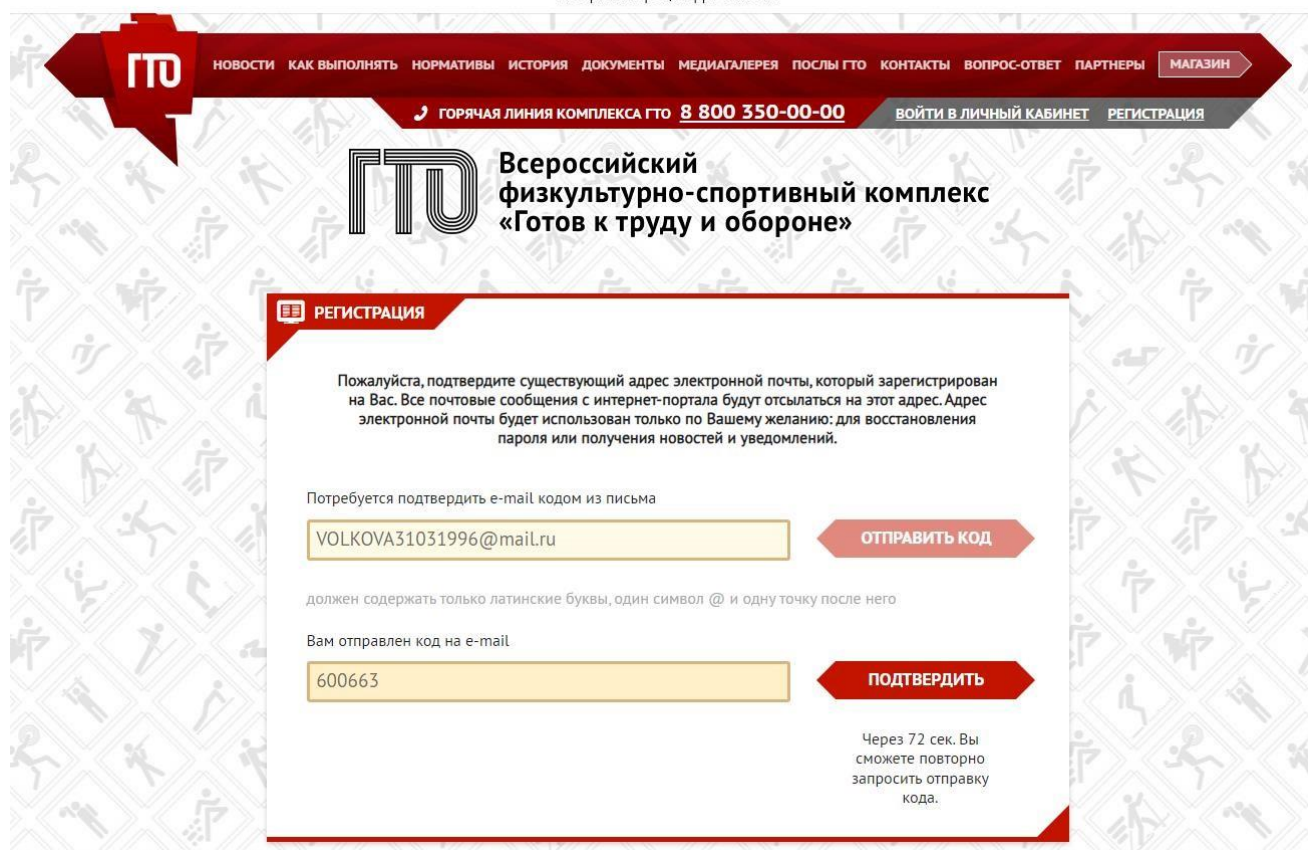 ГТО
НОВОСТИ КАК ВЫПОЛНЯТЬ НОРМАТИВЫ ИСТОРИЯ ДОКУМЕНТЫ МЕДИАГАЛЕРЕЯ ПОСЛЫ ГТО КОНТАКТЫ ВОПРОС-ОТВЕТ ПАРТНЕРЫ МАГАЗИН
ГОРЯЧАЯ ЛИНИЯ КОМПЛЕКСА ГТО 8 800 350-00-00 ВОЙТИ В ЛИЧНЫЙ КАБИНЕТ РЕГИСТРАЦИЯ
ГТО
Всероссийский
физкультурно-спортивный комплекс
«Готов к труду и обороне»
РЕГИСТРАЦИЯ
Пожалуйста, подтвердите существующий адрес электронной почты, который зарегистрирован
на Вас. Все почтовые сообщения с интернет-портала будут отсылаться на этот адрес. Адрес
электронной почты будет использован только по Вашему желанию: для восстановления
пароля или получения новостей и уведомлений.
Потребуется подтвердить e-mail кодом из письма
VOLKOVA31031996@mail.ru ОТПРАВИТЬ КОД
должен содержать только латинские буквы, один символ @ и одну точку после него
Вам отправлен код на e-mail
600663 ПОДТВЕРДИТЬ
Через 72 сек. Вы
сможете повторно
запросить отправку
кода.